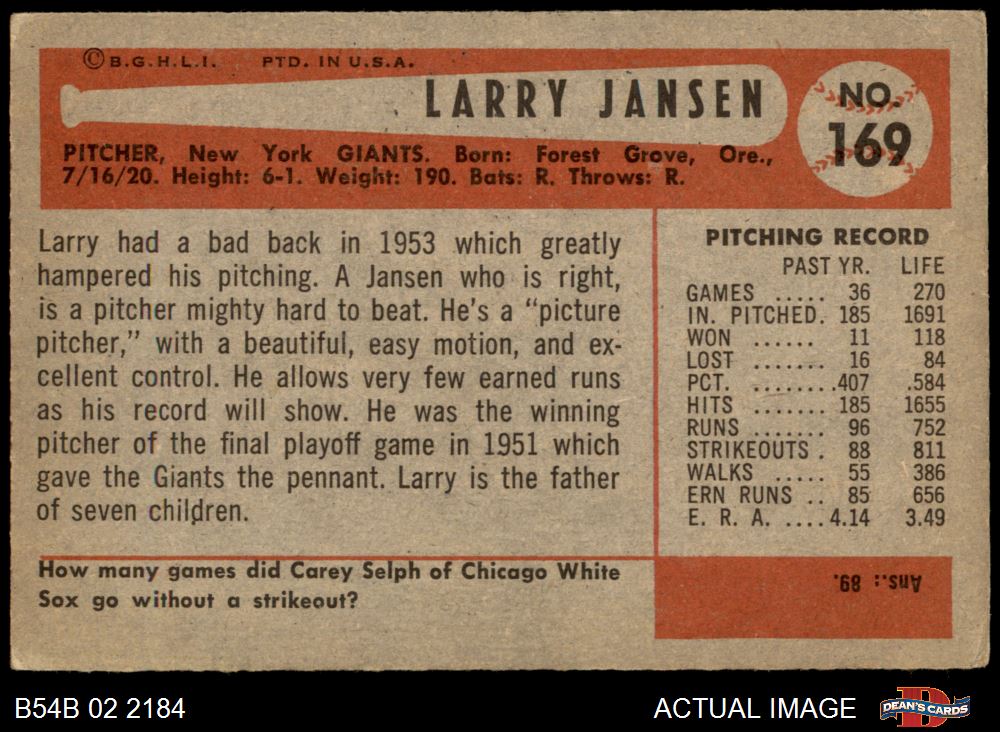 © B.G.H.L.I. PTD. IN U.S.A.
LARRY JANSEN
NO.
169
PITCHER, New York GIANTS. Born: Forest Grove, Ore.,
7/16/20. Height: 6-1. Weight: 190. Bats: R. Throws: R.
Larry had a bad back in 1953 which greatly
hampered his pitching. A Jansen who is right,
is a pitcher mighty hard to beat. He's a "picture
pitcher," with a beautiful, easy motion, and ex-
cellent control. He allows very few earned runs
as his record will show. He was the winning
pitcher of the final playoff game in 1951 which
gave the Giants the pennant. Larry is the father
of seven children.
PITCHING RECORD
PAST YR. LIFE
GAMES ..... 36 270
IN. PITCHED. 185 1691
WON ...... 11 118
LOST ...... 16 84
PCT. ........407 .584
HITS ....... 185 1655
RUNS ....... 96 752
STRIKEOUTS . 88 811
WALKS ..... 55 386
ERN RUNS .. 85 656
E. R. A. ....4.14 3.49
How many games did Carey Selph of Chicago White
Sox go without a strikeout?
Ans.: 89.
B54B 02 2184
ACTUAL IMAGE
D
DEAN'S CARDS